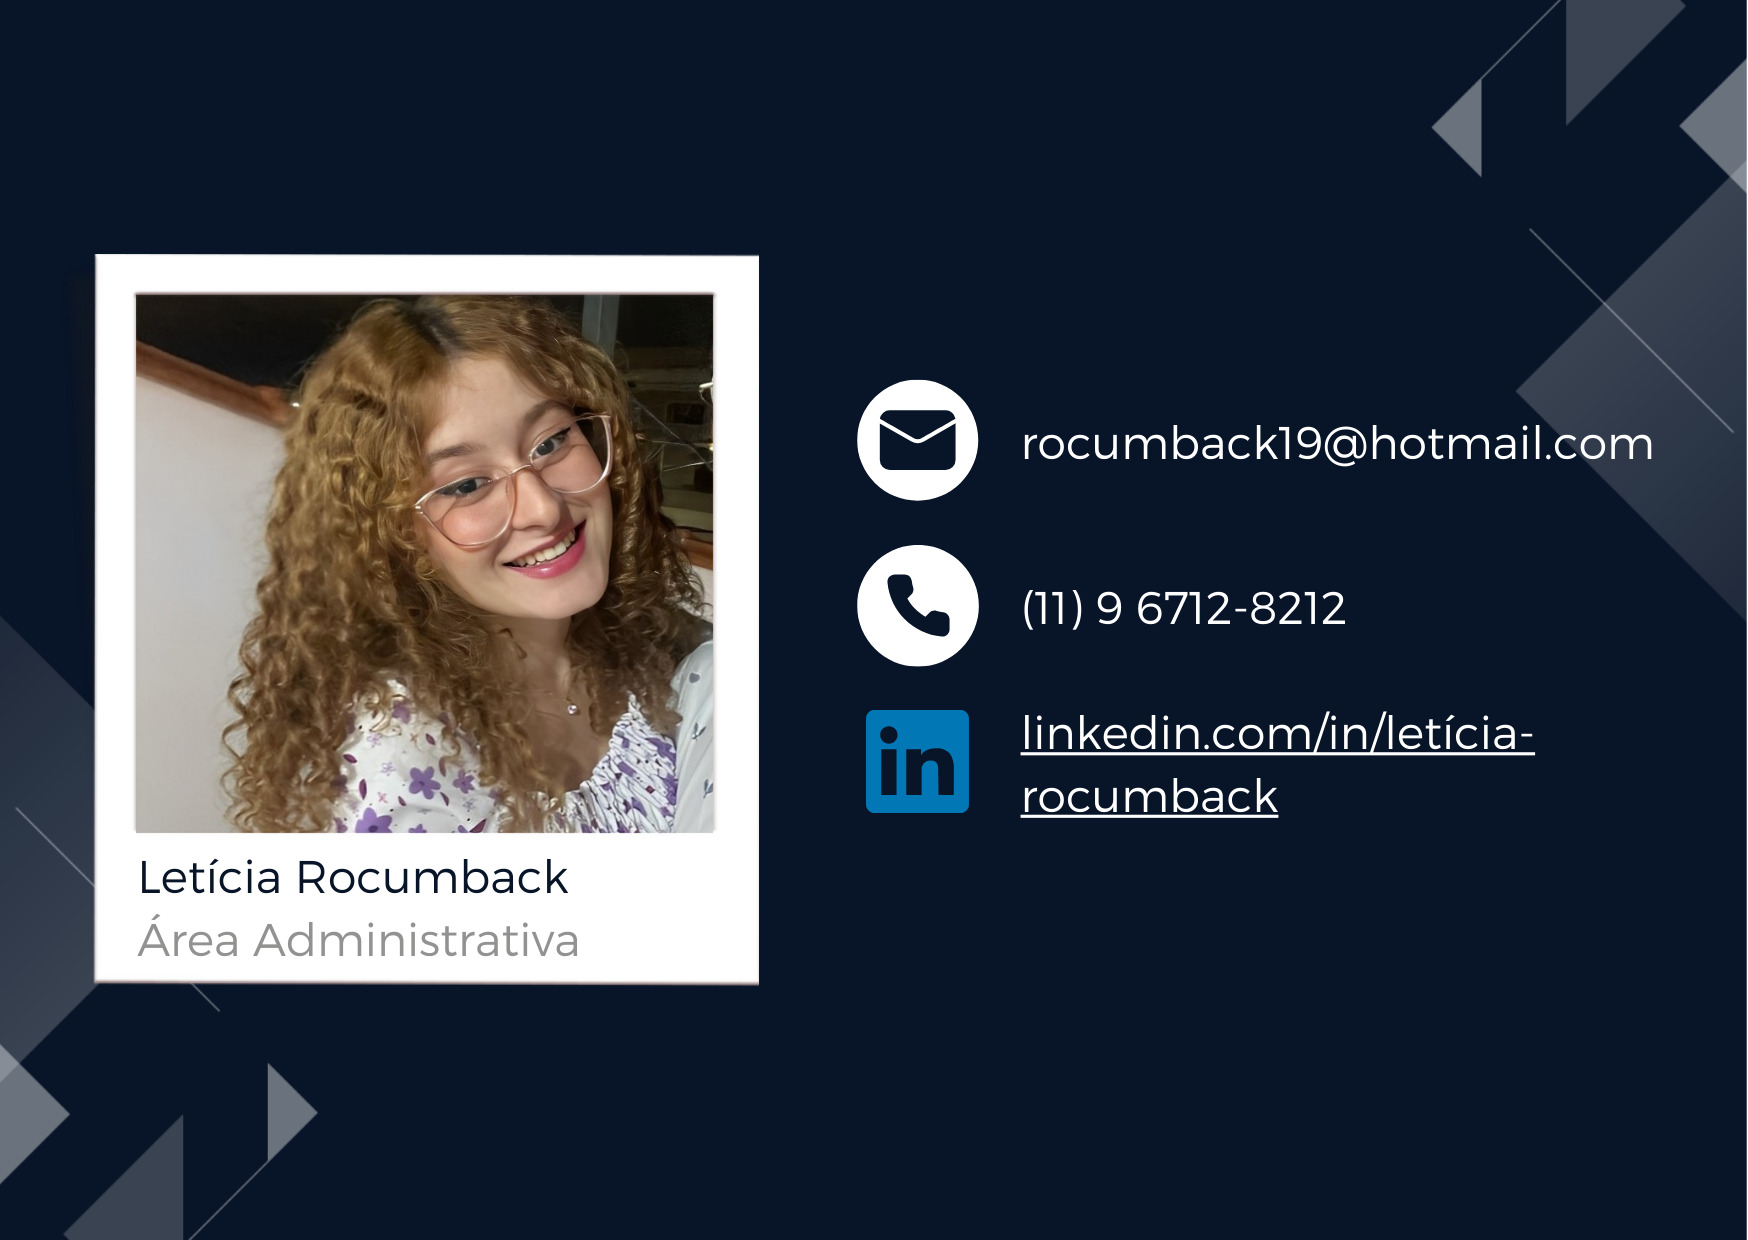 rocumback19@hotmail.com
(11) 9 6712-8212
in
linkedin.com/in/letícia-
rocumback
Letícia Rocumback
Área Administrativa